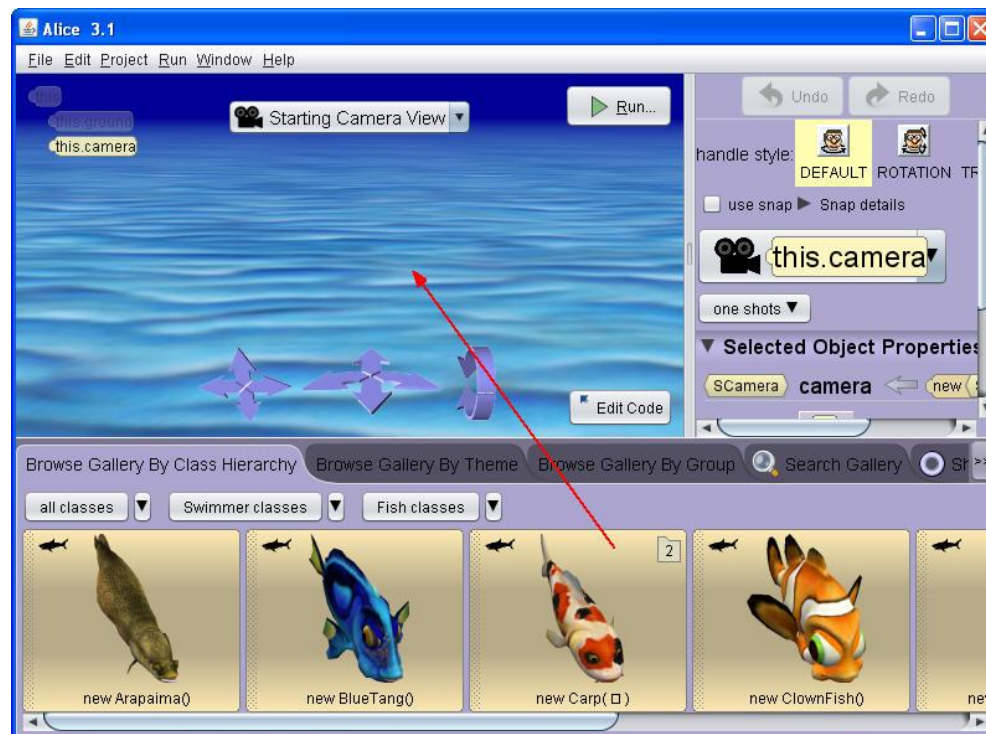 Alice 3.1
File Edit Project Run Window Help
this
this.ground
this.camera
Starting Camera View
Run...
Edit Code
Undo Redo
handle style:
DEFAULT ROTATION TR
use snap Snap details
this.camera
one shots
Selected Object Properties
SCamera camera new
Browse Gallery By Class Hierarchy Browse Gallery By Theme Browse Gallery By Group Search Gallery Sh >>
all classes Swimmer classes Fish classes
2
new Arapaima() new BlueTang() new Carp( □ ) new ClownFish() ne